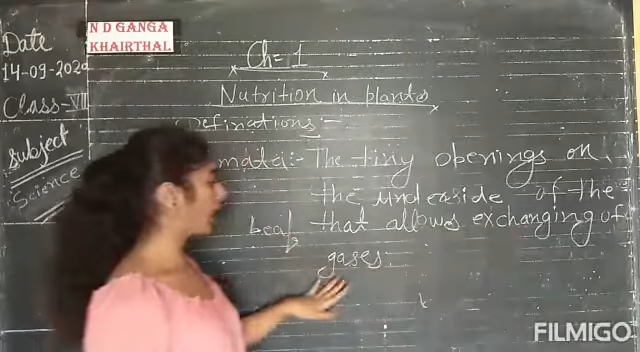 Date
14-09-2020
Class-VII
Subject
Science
N D GANGA
KHAIRTHAL
Ch=1
Nutrition in plants
Definations:-
mata:- The tiny openings on
the underside of the
leaf that allows exchanging of
gases.
FILMIGO